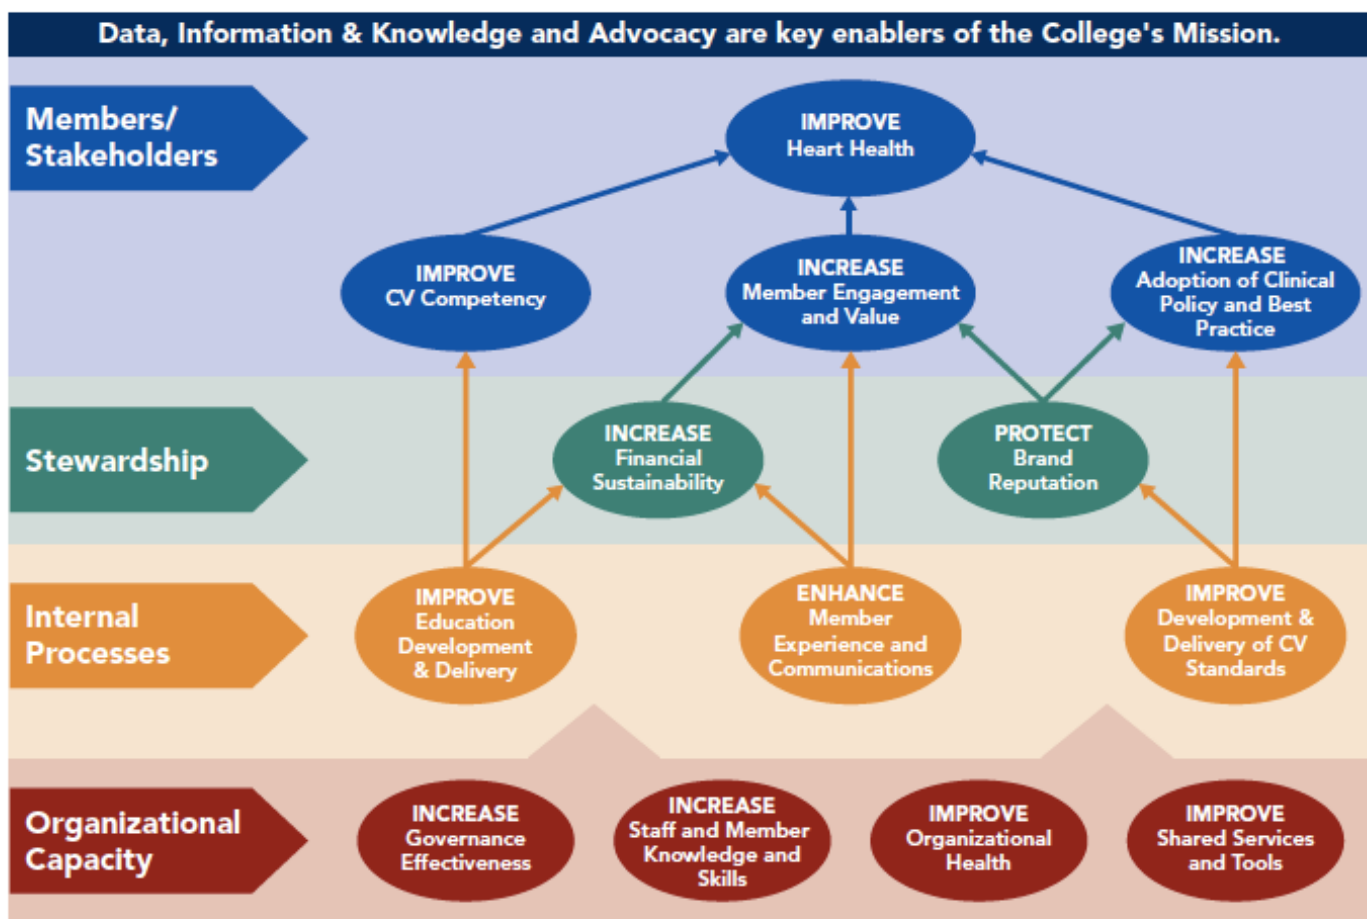 Data, Information & Knowledge and Advocacy are key enablers of the College's Mission.
Members/
Stakeholders
IMPROVE
Heart Health
IMPROVE
CV Competency
INCREASE
Member Engagement
and Value
INCREASE
Adoption of Clinical
Policy and Best
Practice
Stewardship
INCREASE
Financial
Sustainability
PROTECT
Brand
Reputation
Internal
Processes
IMPROVE
Education
Development
& Delivery
ENHANCE
Member
Experience and
Communications
IMPROVE
Development &
Delivery of CV
Standards
Organizational
Capacity
INCREASE
Governance
Effectiveness
INCREASE
Staff and Member
Knowledge and
Skills
IMPROVE
Organizational
Health
IMPROVE
Shared Services
and Tools